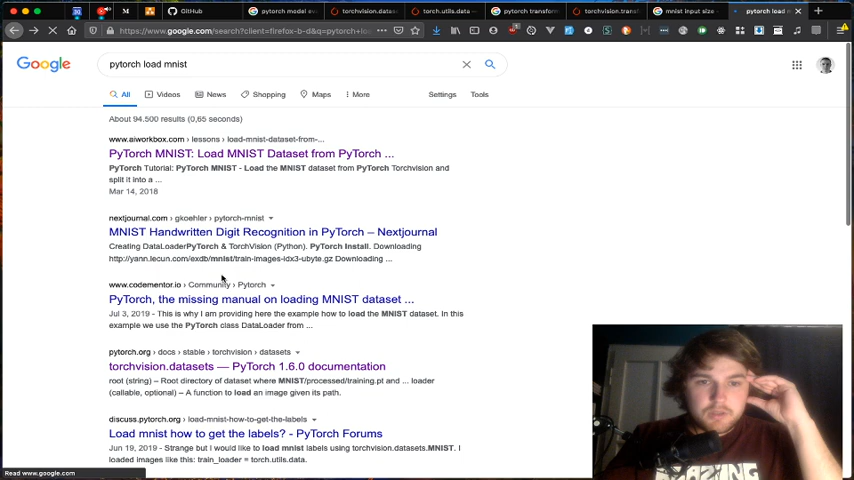 GitHub
pytorch model ev
torchvision.datase
torch.utils.data —
pytorch transform
torchvision.transf
mnist input size -
pytorch load m
https://www.google.com/search?client=firefox-b-d&q=pytorch+lo
Google
pytorch load mnist
All
Videos
News
Shopping
Maps
More
Settings
Tools
About 94.500 results (0,65 seconds)
www.aiworkbox.com › lessons › load-mnist-dataset-from-...
PyTorch MNIST: Load MNIST Dataset from PyTorch ...
PyTorch Tutorial: PyTorch MNIST - Load the MNIST dataset from PyTorch Torchvision and
split it into a ...
Mar 14, 2018
nextjournal.com › gkoehler › pytorch-mnist
MNIST Handwritten Digit Recognition in PyTorch – Nextjournal
Creating DataLoaderPyTorch & TorchVision (Python). PyTorch Install. Downloading
http://yann.lecun.com/exdb/mnist/train-images-idx3-ubyte.gz Downloading ...
www.codementor.io › Community › Pytorch
PyTorch, the missing manual on loading MNIST dataset ...
Jul 3, 2019 - This is why I am providing here the example how to load the MNIST dataset. In this
example we use the PyTorch class DataLoader from ...
pytorch.org › docs › stable › torchvision › datasets
torchvision.datasets — PyTorch 1.6.0 documentation
root (string) – Root directory of dataset where MNIST/processed/training.pt and ... loader
(callable, optional) – A function to load an image given its path.
discuss.pytorch.org › load-mnist-how-to-get-the-labels
Load mnist how to get the labels? - PyTorch Forums
Jun 19, 2019 - Strange but I would like to load mnist labels using torchvision.datasets.MNIST. I
loaded images like this: train_loader = torch.utils.data.
Read www.google.com
AMAZING